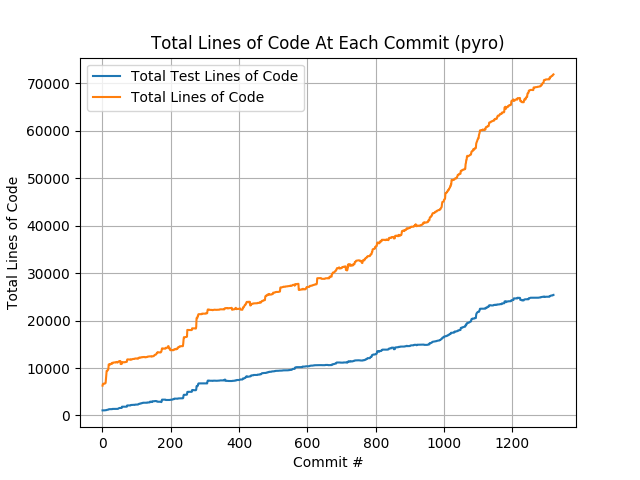 Total Lines of Code At Each Commit (pyro)
Total Test Lines of Code
Total Lines of Code
Total Lines of Code
70000
60000
50000
40000
30000
20000
10000
0
0 200 400 600 800 1000 1200
Commit #